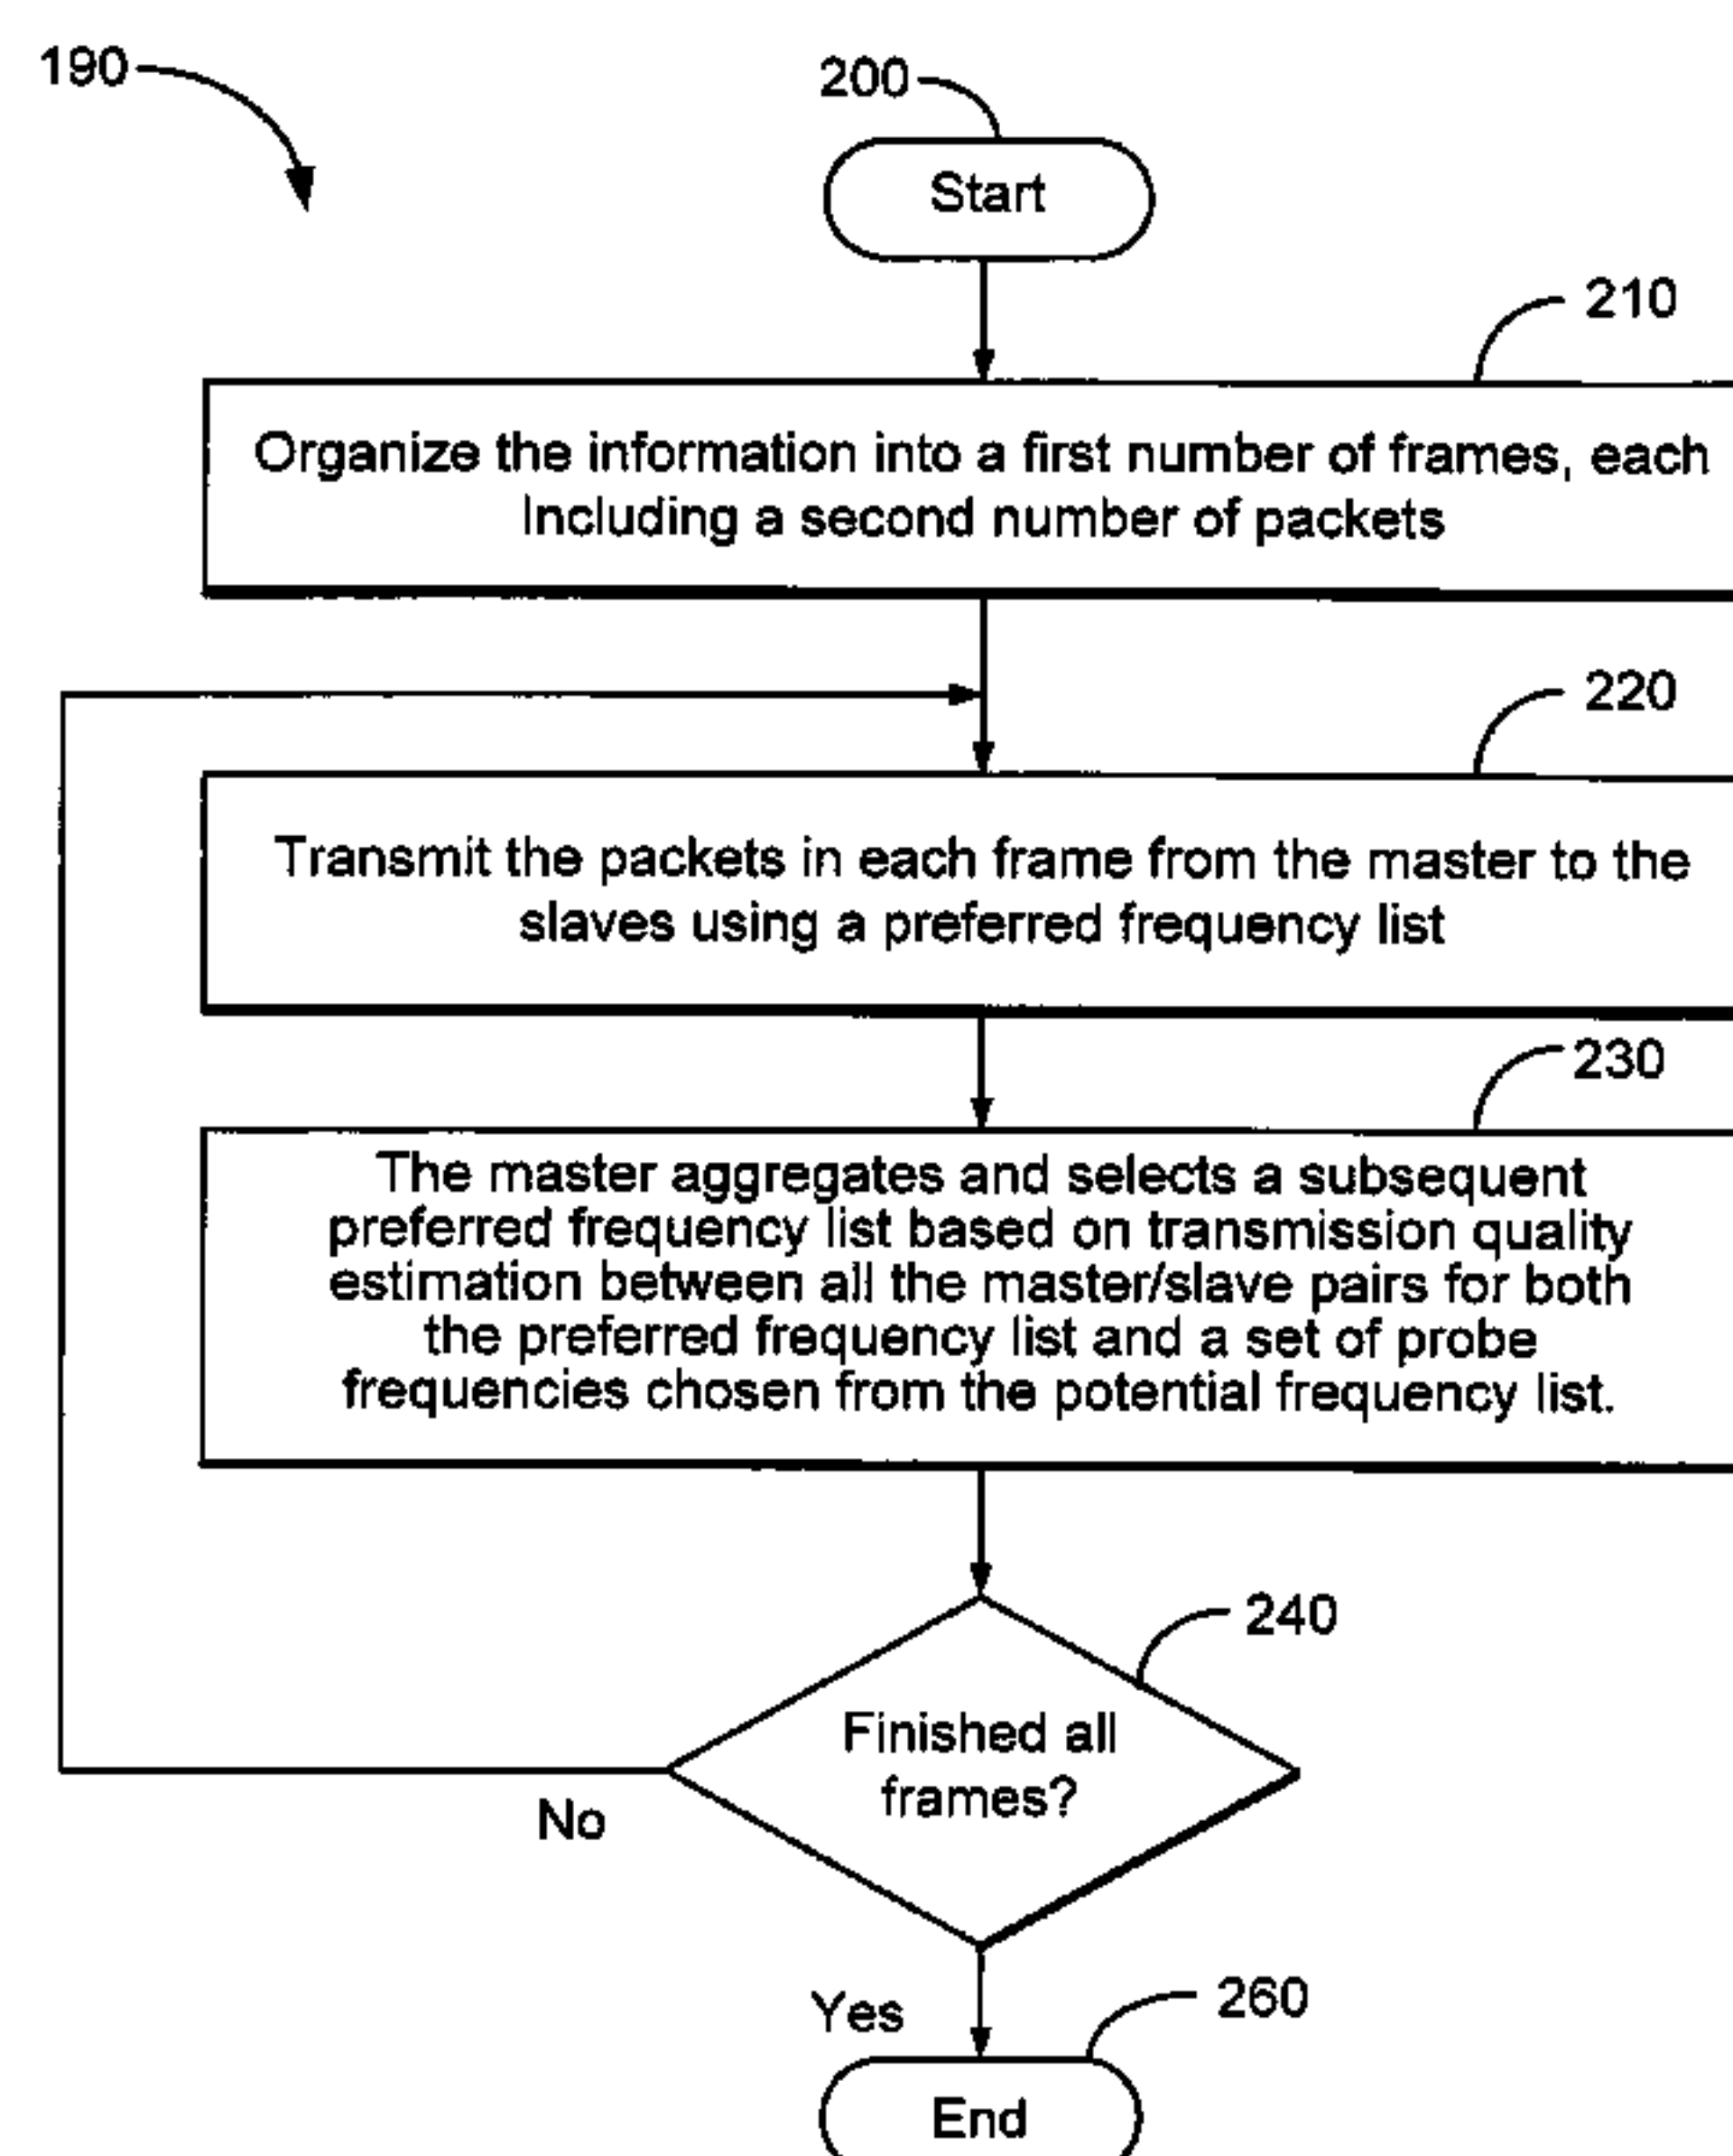 190
200
Start
210
Organize the information into a first number of frames, each
Including a second number of packets
220
Transmit the packets in each frame from the master to the
slaves using a preferred frequency list
230
The master aggregates and selects a subsequent
preferred frequency list based on transmission quality
estimation between all the master/slave pairs for both
the preferred frequency list and a set of probe
frequencies chosen from the potential frequency list.
240
Finished all
frames?
No
Yes
260
End